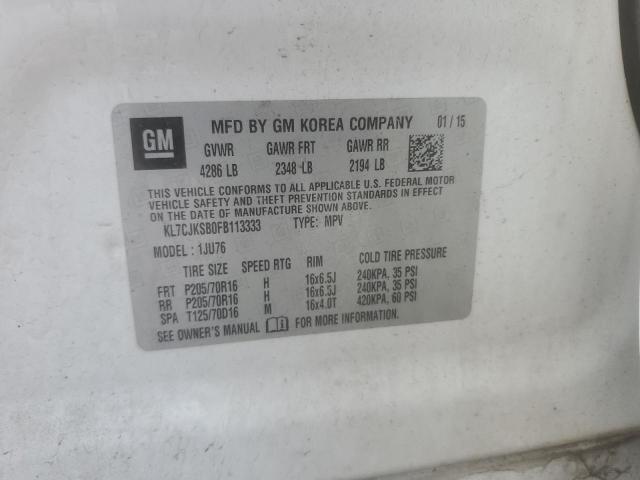 GM MFD BY GM KOREA COMPANY 01 / 15
GVWR GAWR FRT GAWR RR
4286 LB 2348 LB 2194 LB
THIS VEHICLE CONFORMS TO ALL APPLICABLE U.S. FEDERAL MOTOR
VEHICLE SAFETY AND THEFT PREVENTION STANDARDS IN EFFECT
ON THE DATE OF MANUFACTURE SHOWN ABOVE.
KL7CJKSB0FB113333 TYPE: MPV
MODEL : 1JU76
TIRE SIZE SPEED RTG RIM
FRT P205/70R16 H 16x6.5J 240KPA, 35 PSI
RR P205/70R16 H 16x6.5J 240KPA, 35 PSI
SPA T125/70D16 M 16x4.0T 420KPA, 60 PSI
SEE OWNER'S MANUAL FOR MORE INFORMATION.